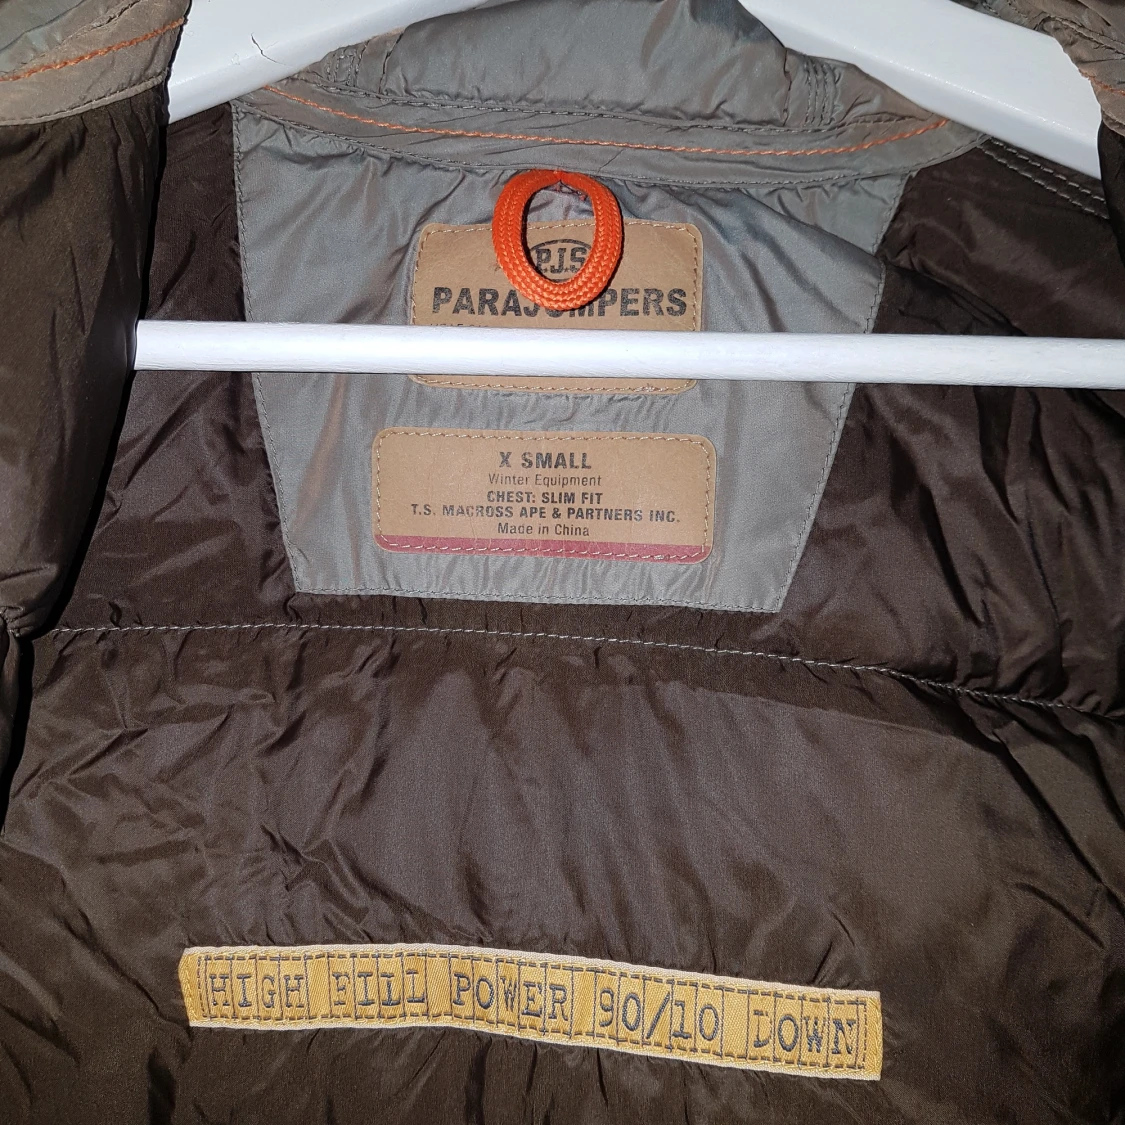 P.J.S
PARAJUMPERS
X SMALL
Winter Equipment
CHEST: SLIM FIT
T.S. MACROSS APE & PARTNERS INC.
Made in China
HIGH FILL POWER 90/10 DOWN